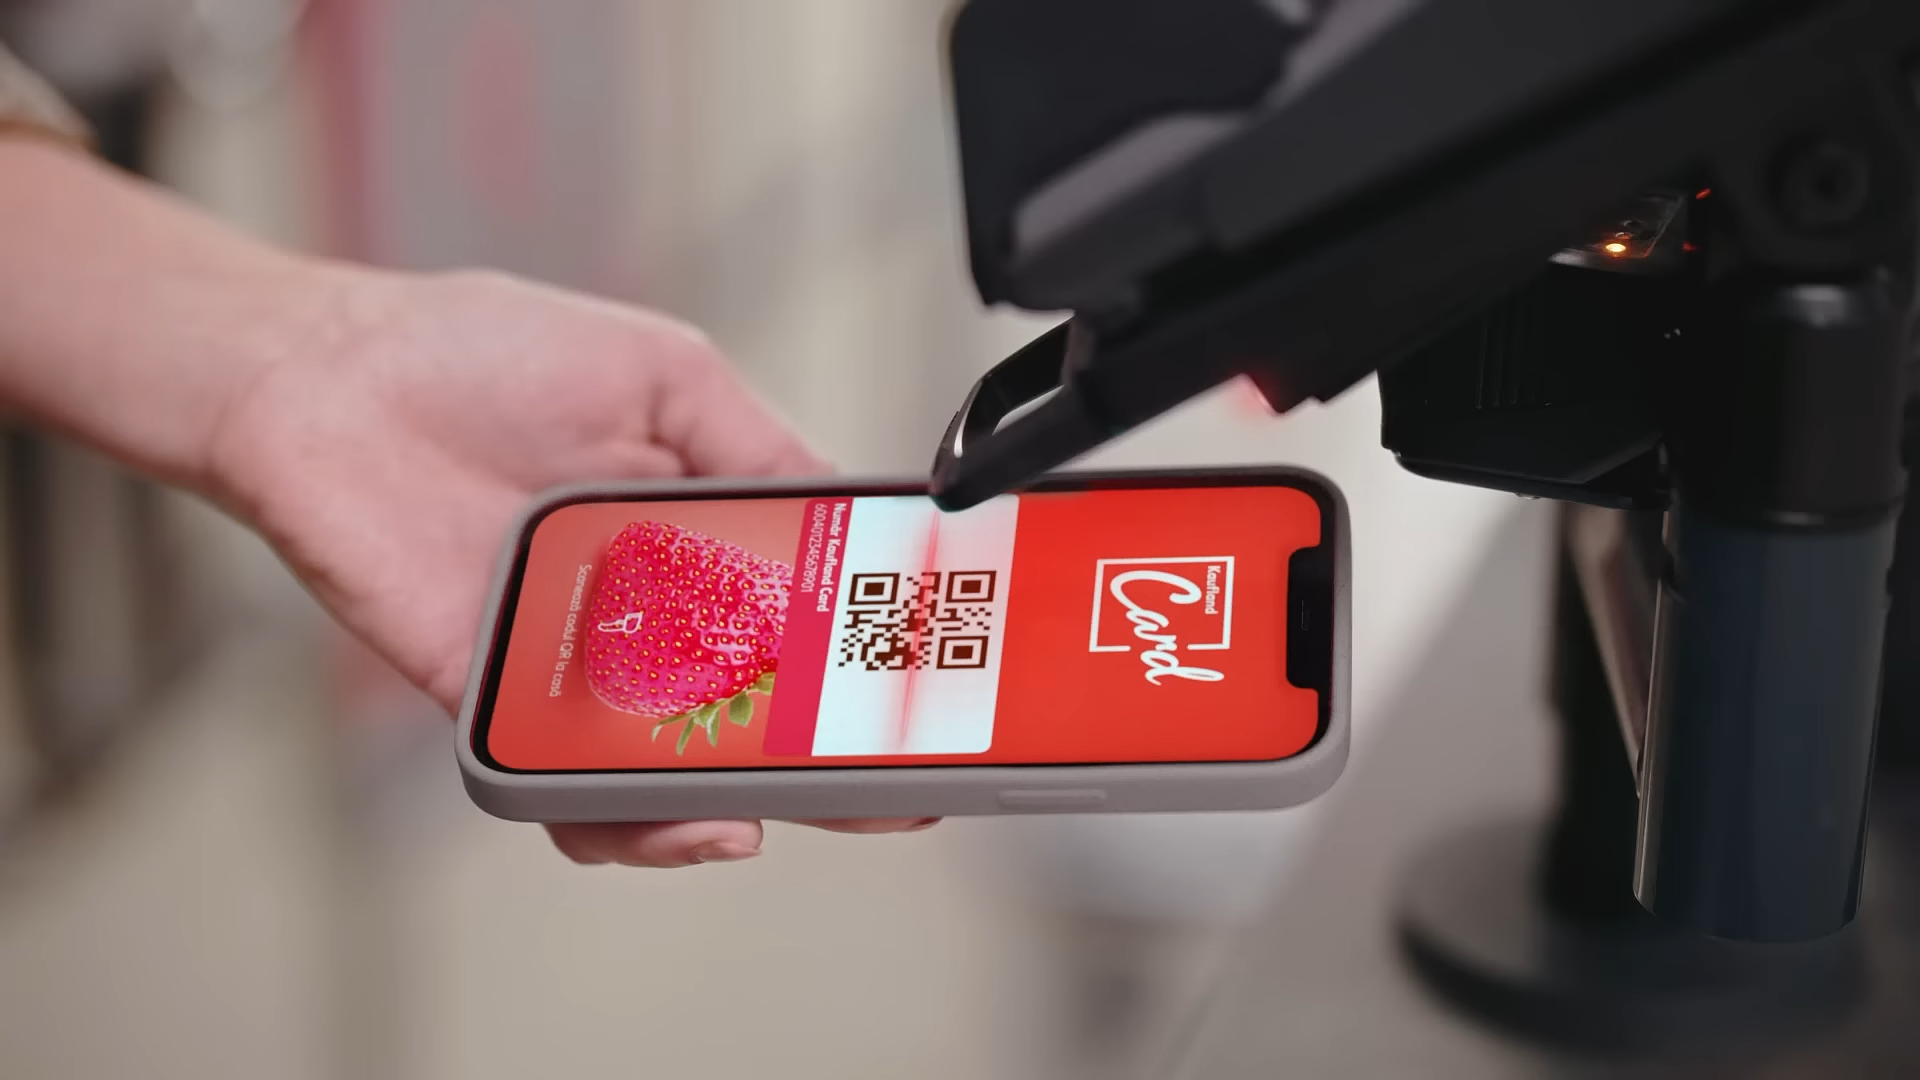 Kaufland
Card
Număr Kaufland Card
6004012345678901
Scanează codul QR la casă